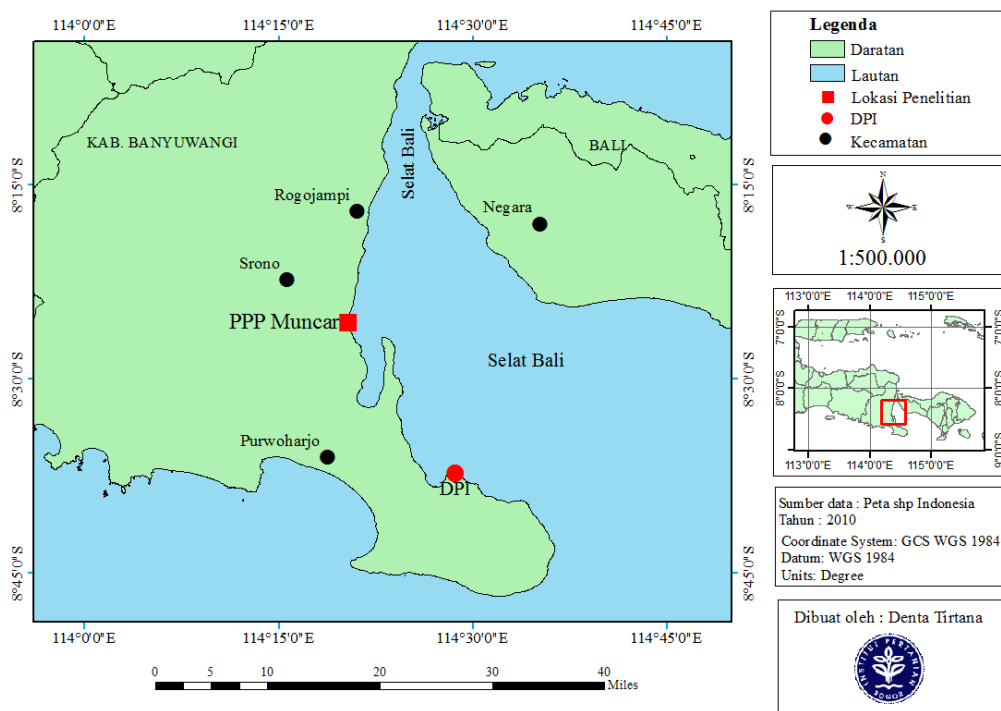 114°0'0"E 114°15'0"E 114°30'0"E 114°45'0"E
8°15'0"S
8°30'0"S
8°45'0"S
KAB. BANYUWANGI
Selat Bali
BALI
Rogojampi
Negara
Srono
PPP Muncar
Selat Bali
Purwoharjo
DPI
8°15'0"S
8°30'0"S
8°45'0"S
114°0'0"E 114°15'0"E 114°30'0"E 114°45'0"E
0 5 10 20 30 40
Miles
Legenda
Daratan
Lautan
Lokasi Penelitian
DPI
Kecamatan
N
W E
S
1:500.000
113°0'0"E 114°0'0"E 115°0'0"E
7°0'0"S 7°0'0"S
8°0'0"S 8°0'0"S
9°0'0"S
113°0'0"E 114°0'0"E 115°0'0"E
Sumber data : Peta shp Indonesia
Tahun : 2010
Coordinate System: GCS WGS 1984
Datum: WGS 1984
Units: Degree
Dibuat oleh : Denta Tirtana
INSTITUT PERTANIAN
BOGOR